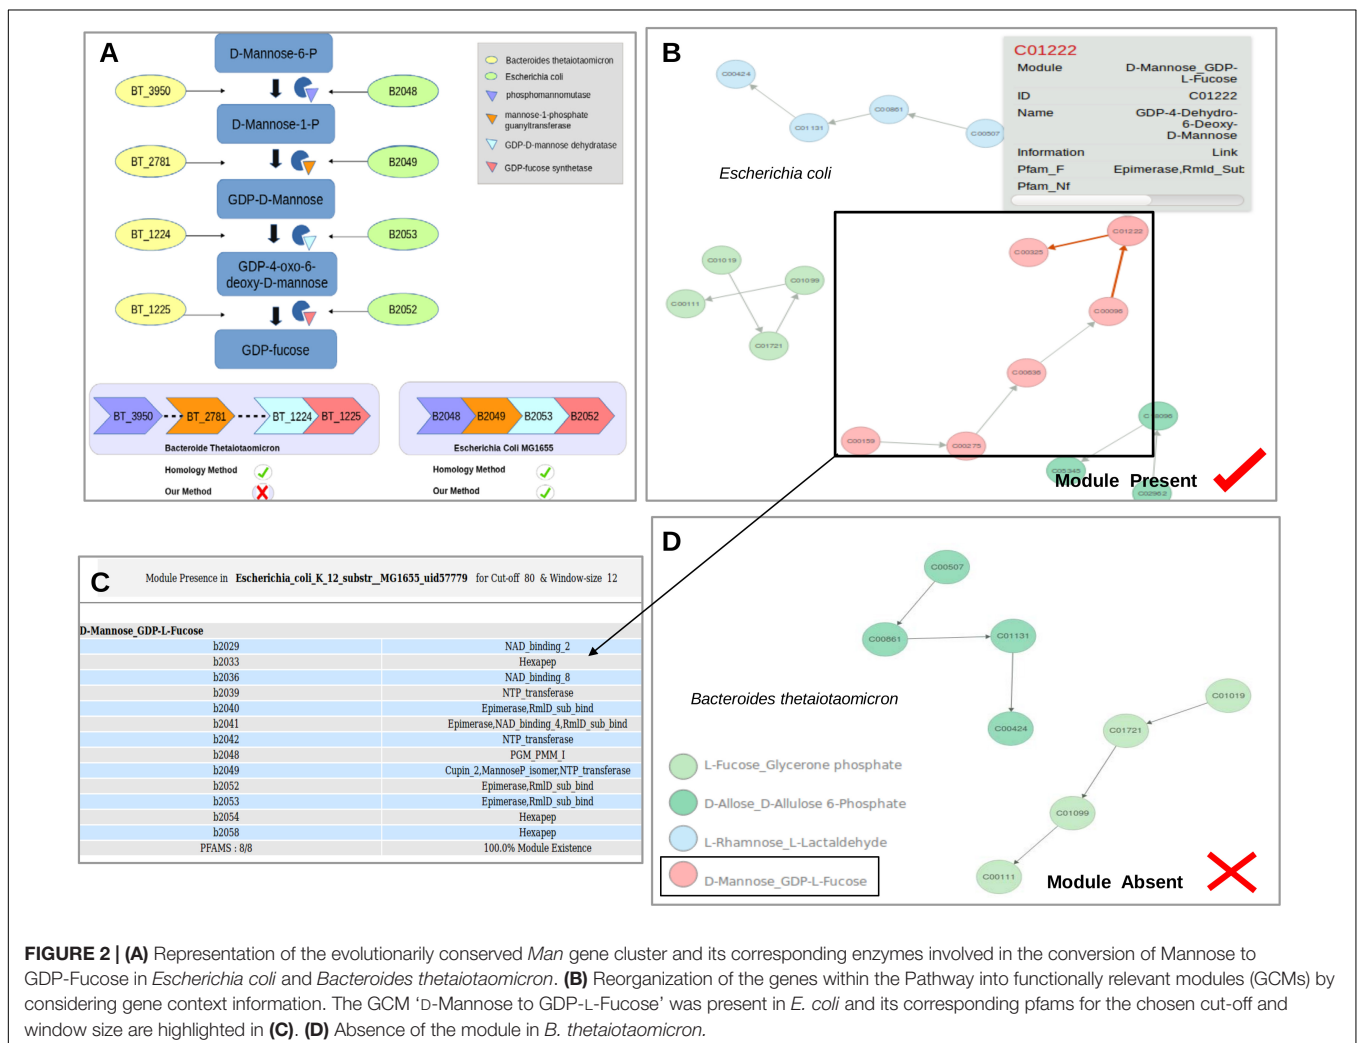 A
D-Mannose-6-P
BT_3950
B2048
D-Mannose-1-P
BT_2781
B2049
GDP-D-Mannose
BT_1224
B2053
GDP-4-oxo-6-
deoxy-D-mannose
BT_1225
B2052
GDP-fucose
Bacteroides thetaiotaomicron
Escherichia coli
phosphomannomutase
mannose-1-phosphate
guanyltransferase
GDP-D-mannose dehydratase
GDP-fucose synthetase
BT_3950
BT_2781
BT_1224
BT_1225
Bacteroide Thetaiotaomicron
Homology Method
Our Method
B2048
B2049
B2053
B2052
Escherichia Coli MG1655
Homology Method
Our Method
B
C00424
C01131
C00861
C00507
Escherichia coli
C01222
Module D-Mannose_GDP-
L-Fucose
ID C01222
Name GDP-4-Dehydro-
6-Deoxy-
D-Mannose
Information Link
Pfam_F Epimerase,Rmld_Sub
Pfam_Nf
C01019
C01099
C00111
C01721
C01222
C00325
C00096
C00636
C00159
C00275
C18096
C05345
C02962
Module Present
C
Module Presence in Escherichia_coli_K_12_substr__MG1655_uid57779 for Cut-off 80 & Window-size 12
D-Mannose_GDP-L-Fucose
b2029 NAD_binding_2
b2033 Hexapep
b2036 NAD_binding_8
b2039 NTP_transferase
b2040 Epimerase,RmlD_sub_bind
b2041 Epimerase,NAD_binding_4,RmlD_sub_bind
b2042 NTP_transferase
b2048 PGM_PMM_I
b2049 Cupin_2,MannoseP_isomer,NTP_transferase
b2052 Epimerase,RmlD_sub_bind
b2053 Epimerase,RmlD_sub_bind
b2054 Hexapep
b2058 Hexapep
PFAMS : 8/8 100.0% Module Existence
D
C00507
C00861
C01131
C00424
Bacteroides thetaiotaomicron
C01019
C01721
C01099
C00111
L-Fucose_Glycerone phosphate
D-Allose_D-Allulose 6-Phosphate
L-Rhamnose_L-Lactaldehyde
D-Mannose_GDP-L-Fucose
Module Absent
FIGURE 2 | (A) Representation of the evolutionarily conserved Man gene cluster and its corresponding enzymes involved in the conversion of Mannose to
GDP-Fucose in Escherichia coli and Bacteroides thetaiotaomicron. (B) Reorganization of the genes within the Pathway into functionally relevant modules (GCMs) by
considering gene context information. The GCM ‘D-Mannose to GDP-L-Fucose’ was present in E. coli and its corresponding pfams for the chosen cut-off and
window size are highlighted in (C). (D) Absence of the module in B. thetaiotaomicron.